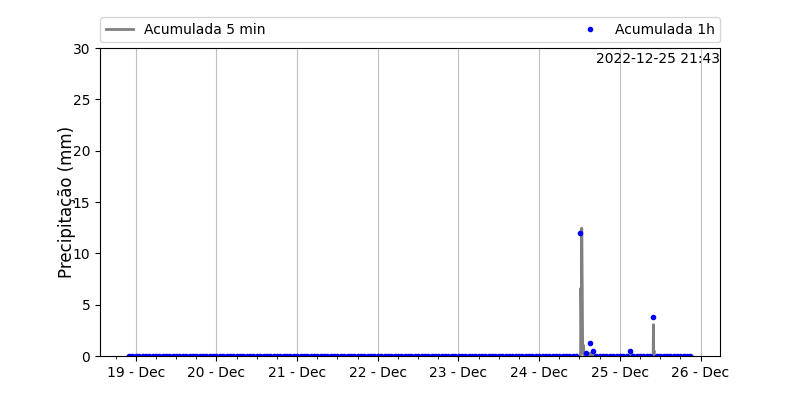 Acumulada 5 min
Acumulada 1h
2022-12-25 21:43
Precipitação (mm)
30
25
20
15
10
5
0
19 - Dec
20 - Dec
21 - Dec
22 - Dec
23 - Dec
24 - Dec
25 - Dec
26 - Dec